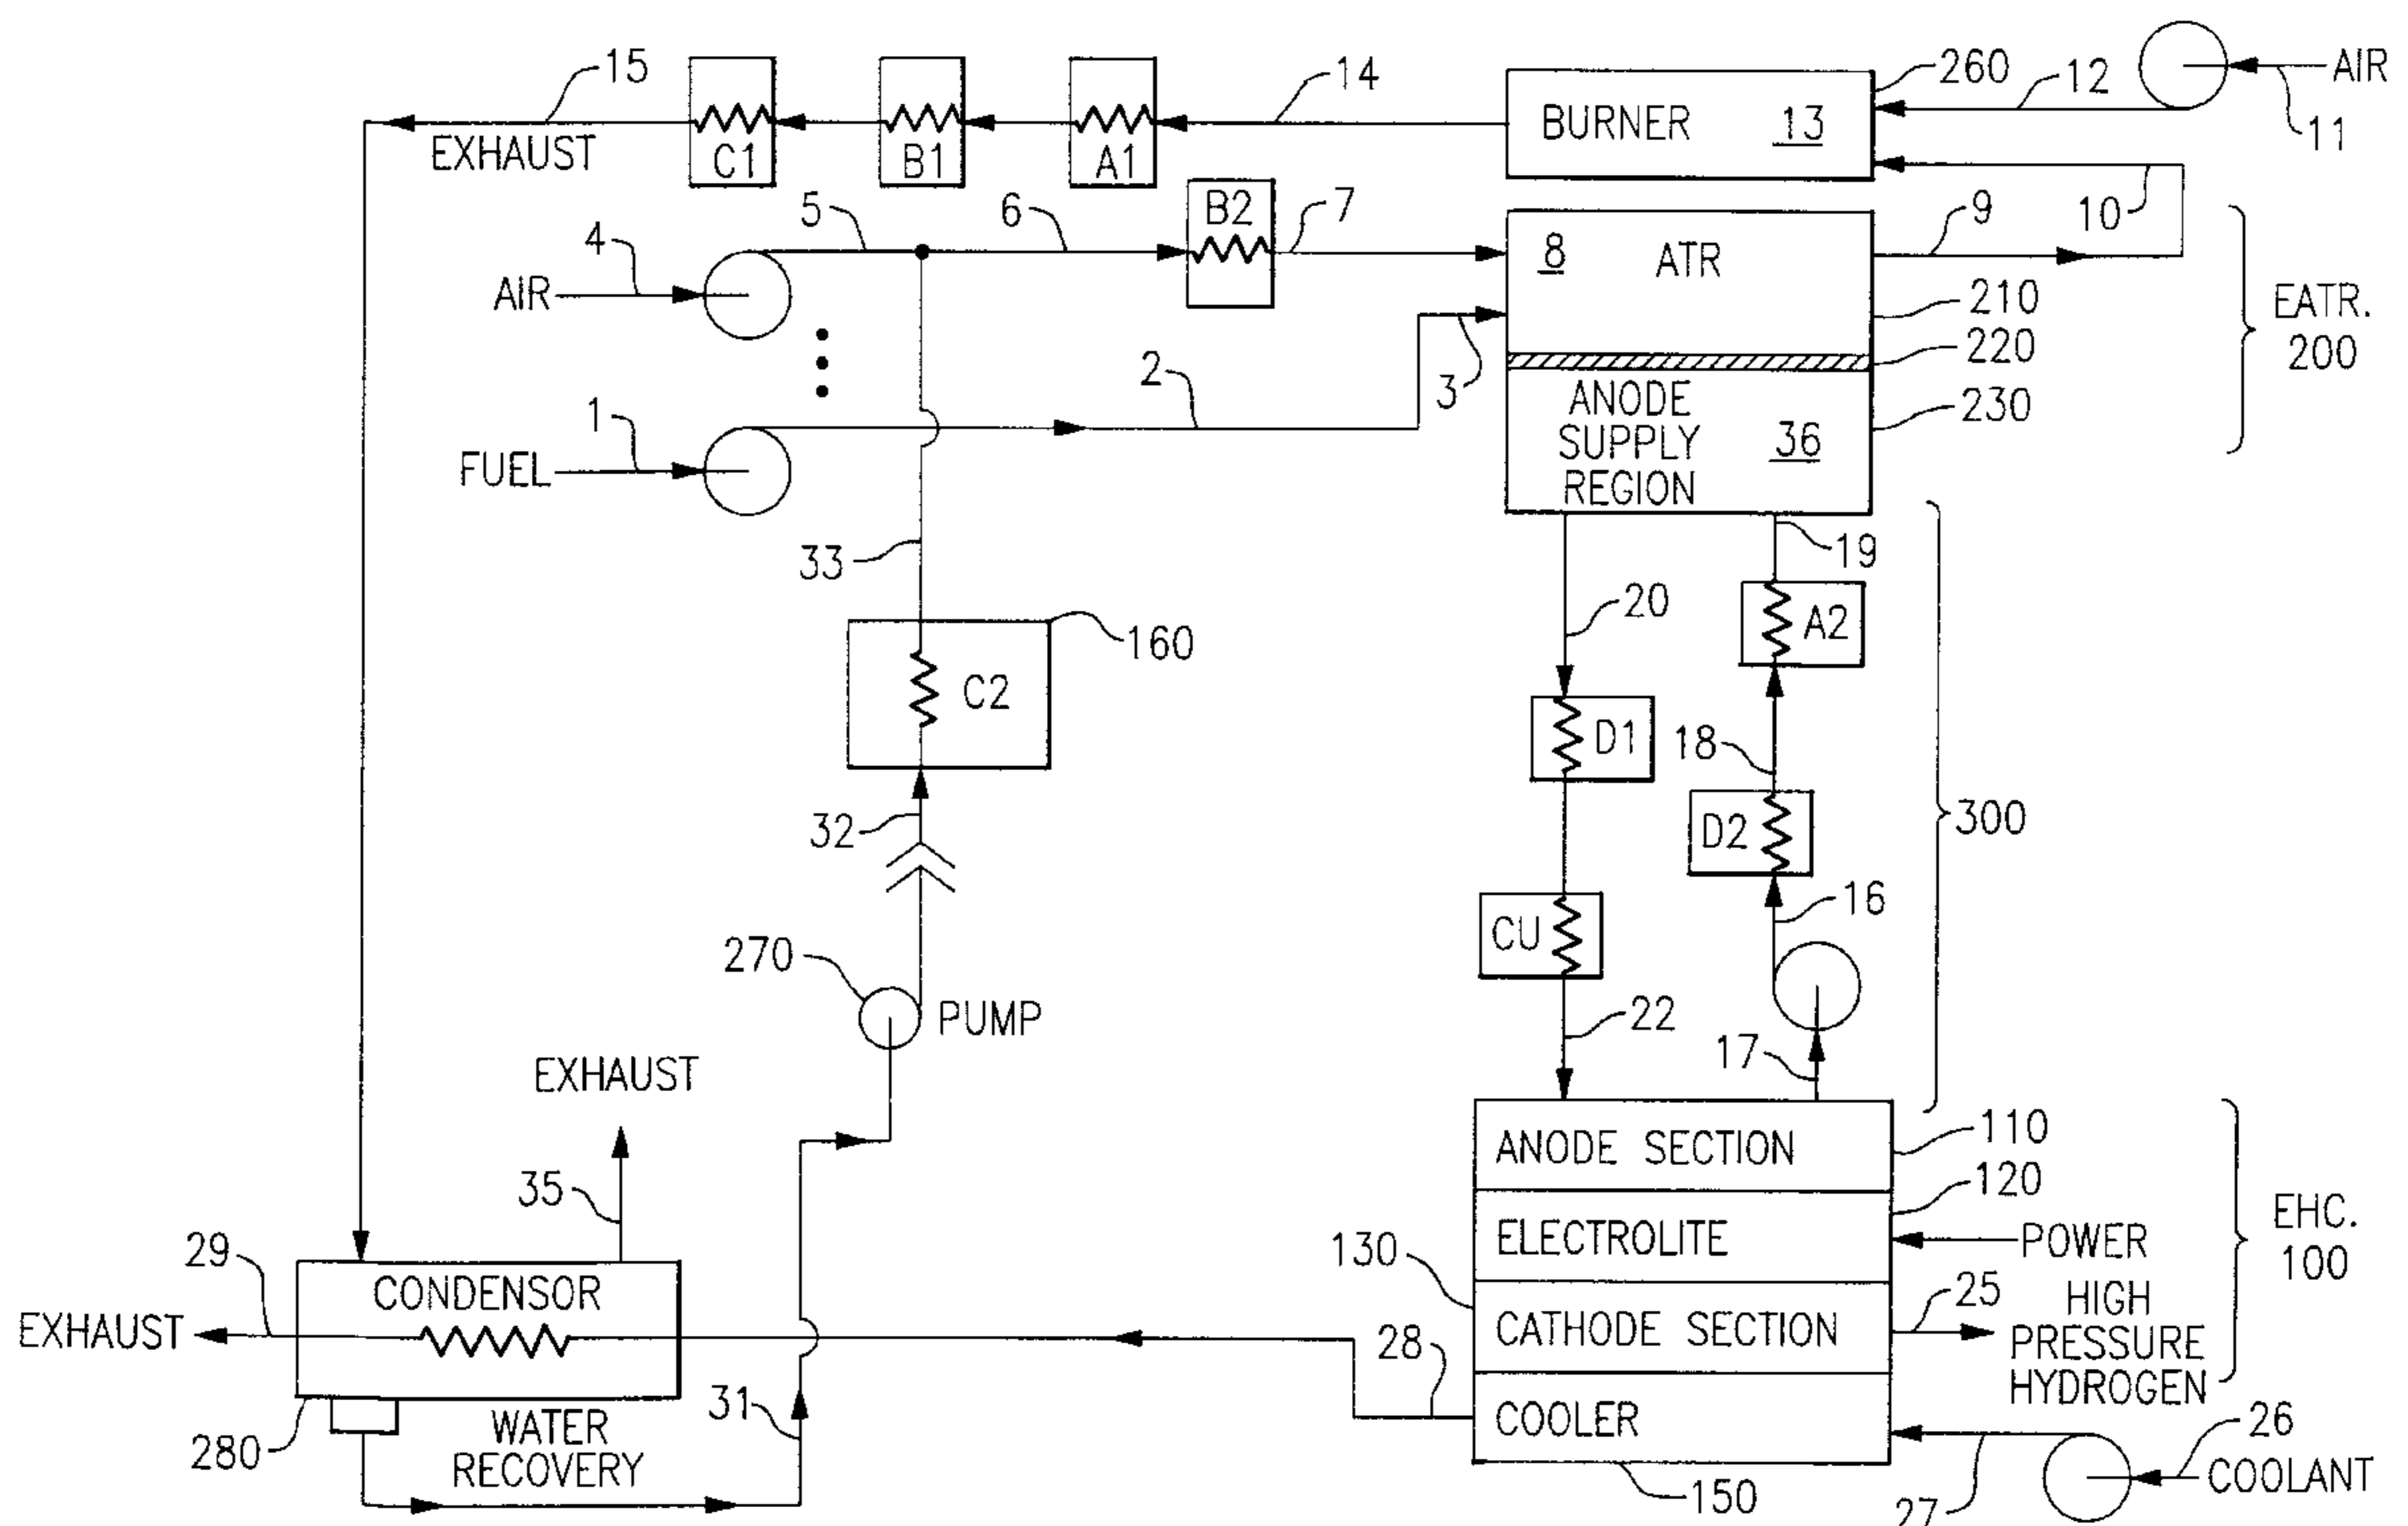 15
EXHAUST
C1
B1
A1
14
BURNER 13
260
12
AIR
11
10
4
AIR
5
6
B2
7
8 ATR
9
210
220
230
EATR.
200
1
FUEL
2
3
ANODE
SUPPLY
REGION
36
33
160
C2
32
20
19
A2
D1
18
D2
300
CU
16
270
PUMP
22
17
EXHAUST
35
29
EXHAUST
CONDENSOR
280
WATER
RECOVERY
31
28
130
ANODE SECTION
110
ELECTROLITE
120
POWER
CATHODE SECTION
25
HIGH
PRESSURE
HYDROGEN
EHC.
100
COOLER
150
27
26
COOLANT